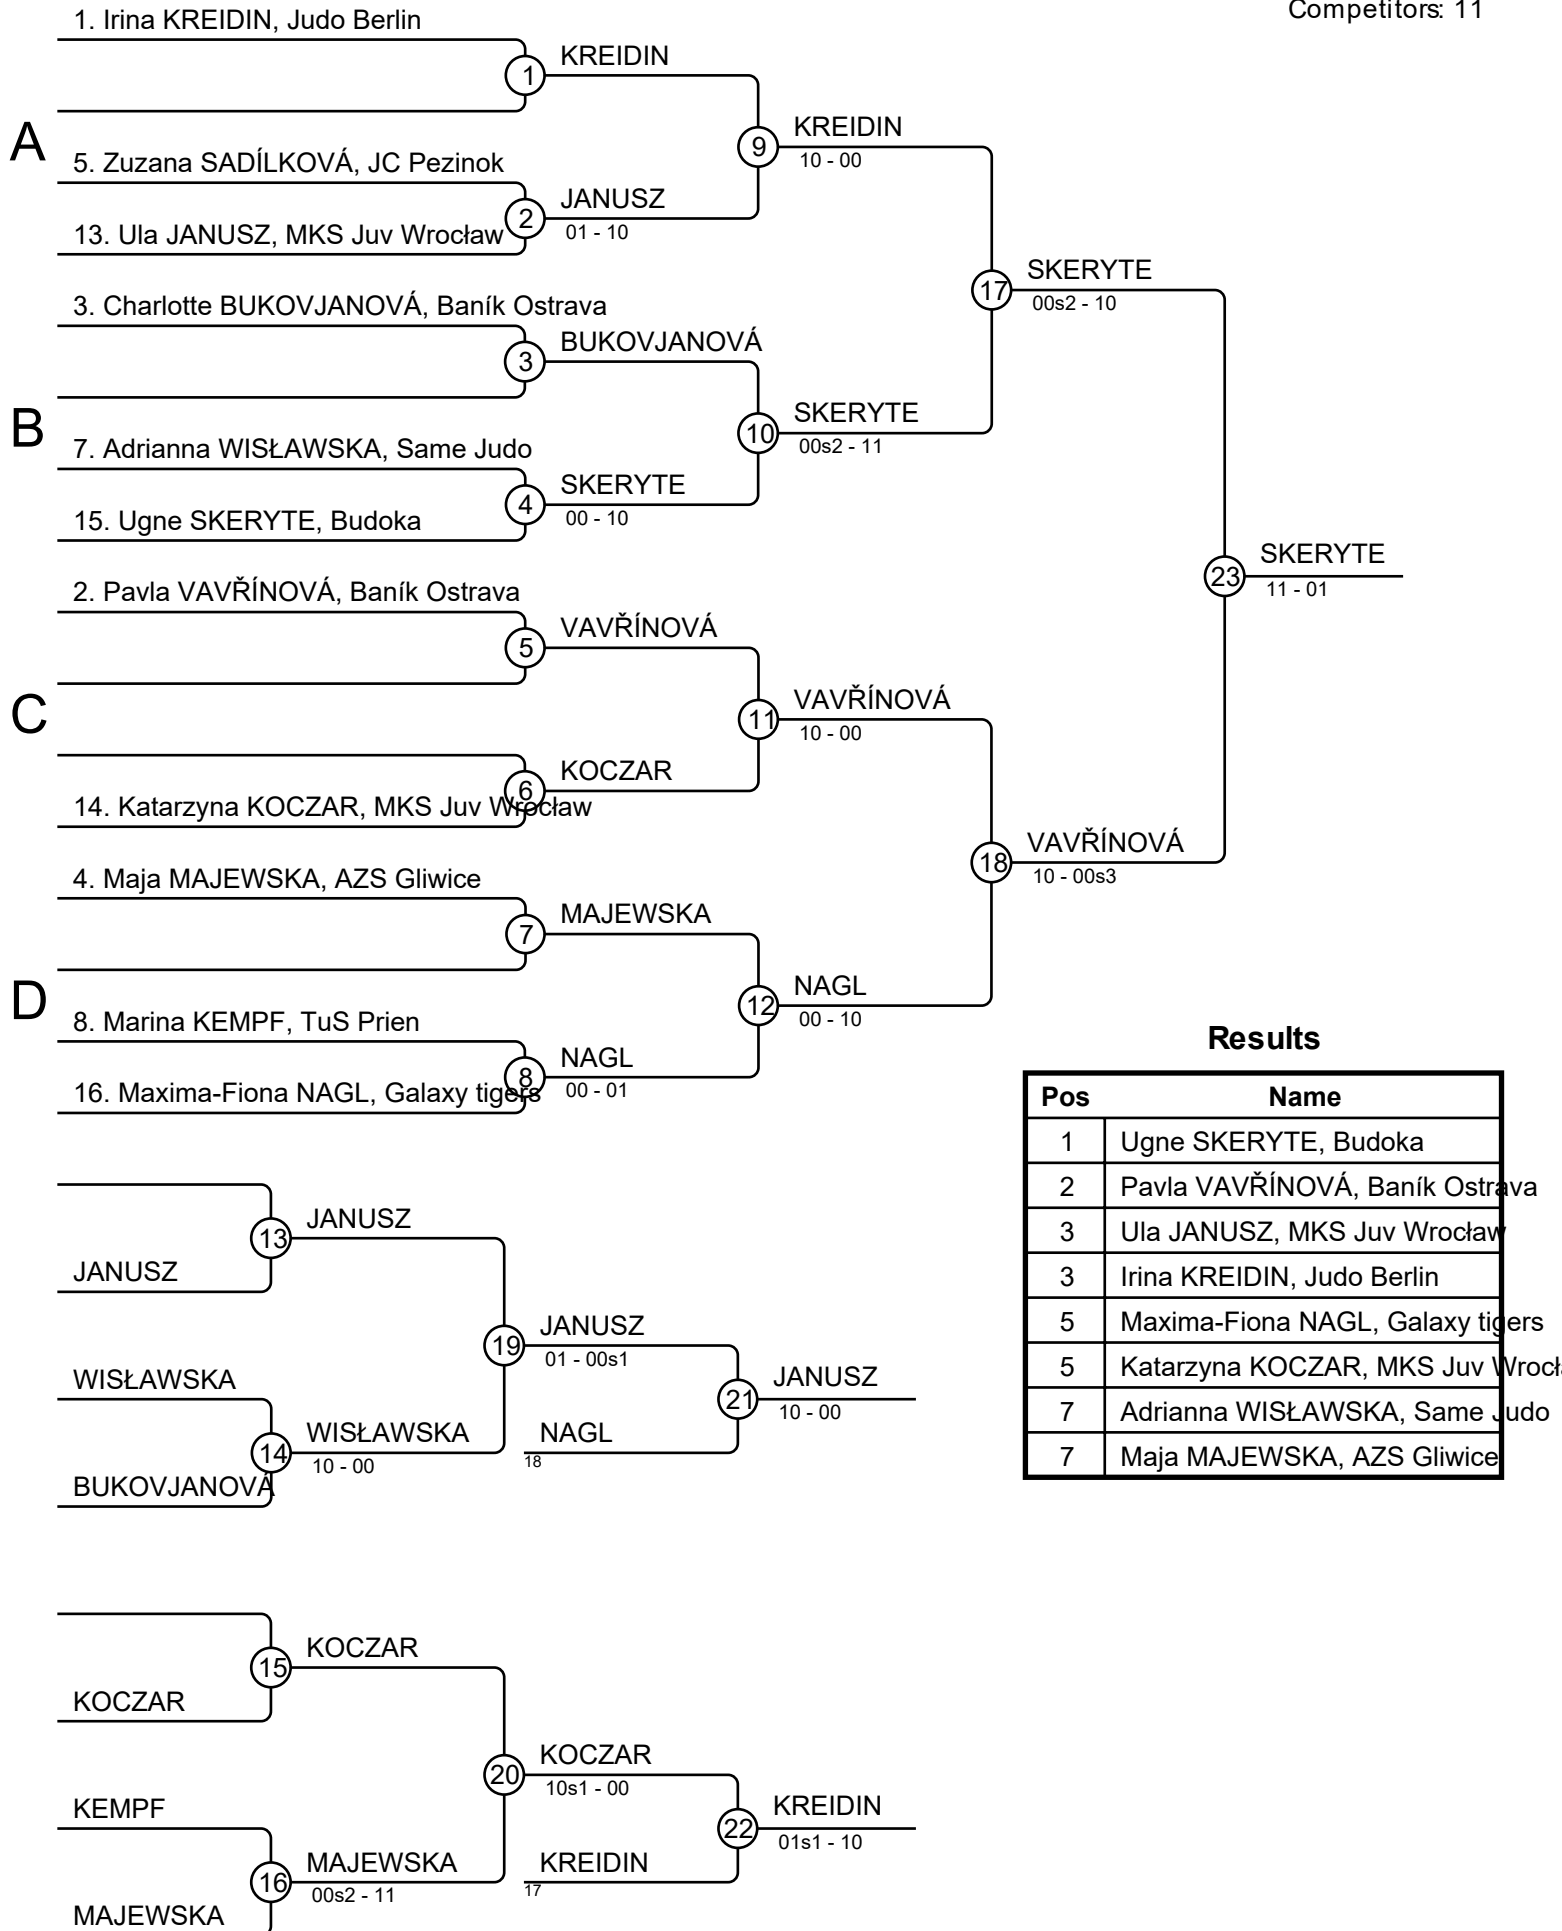 Competitors: 11
1. Irina KREIDIN, Judo Berlin
1
KREIDIN
9
KREIDIN
10 - 00
A
5. Zuzana SADÍLKOVÁ, JC Pezinok
2
JANUSZ
01 - 10
13. Ula JANUSZ, MKS Juv Wrocław
17
SKERYTE
00s2 - 10
3. Charlotte BUKOVJANOVÁ, Baník Ostrava
3
BUKOVJANOVÁ
10
SKERYTE
00s2 - 11
B
7. Adrianna WISŁAWSKA, Same Judo
4
SKERYTE
00 - 10
15. Ugne SKERYTE, Budoka
23
SKERYTE
11 - 01
2. Pavla VAVŘÍNOVÁ, Baník Ostrava
5
VAVŘÍNOVÁ
11
VAVŘÍNOVÁ
10 - 00
C
6
KOCZAR
14. Katarzyna KOCZAR, MKS Juv Wrocław
18
VAVŘÍNOVÁ
10 - 00s3
4. Maja MAJEWSKA, AZS Gliwice
7
MAJEWSKA
12
NAGL
00 - 10
D
8. Marina KEMPF, TuS Prien
8
NAGL
00 - 01
16. Maxima-Fiona NAGL, Galaxy tigers
Results
Pos Name
1 Ugne SKERYTE, Budoka
2 Pavla VAVŘÍNOVÁ, Baník Ostrava
3 Ula JANUSZ, MKS Juv Wrocław
3 Irina KREIDIN, Judo Berlin
5 Maxima-Fiona NAGL, Galaxy tigers
5 Katarzyna KOCZAR, MKS Juv Wrocł
7 Adrianna WISŁAWSKA, Same Judo
7 Maja MAJEWSKA, AZS Gliwice
13
JANUSZ
JANUSZ
19
JANUSZ
01 - 00s1
21
JANUSZ
10 - 00
WISŁAWSKA
14
WISŁAWSKA
10 - 00
NAGL
18
BUKOVJANOVÁ
15
KOCZAR
KOCZAR
20
KOCZAR
10s1 - 00
22
KREIDIN
01s1 - 10
KEMPF
16
MAJEWSKA
00s2 - 11
KREIDIN
17
MAJEWSKA